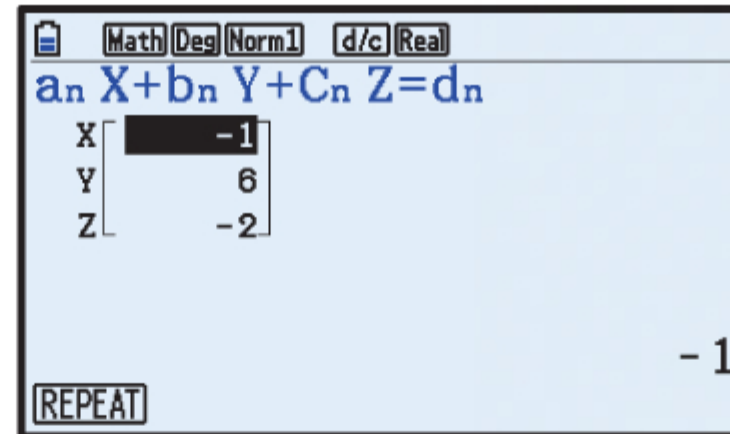 Math Deg Norm1 d/c Real
an X+bn Y+Cn Z=dn
X -1
Y 6
Z -2
-1
REPEAT